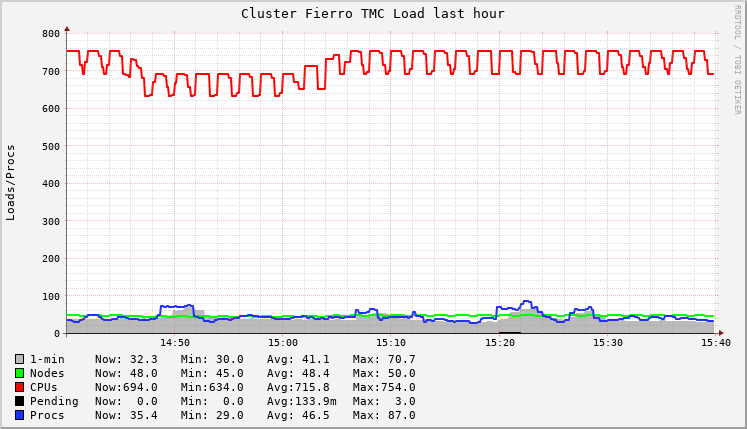 Cluster Fierro TMC Load last hour
RRDTOOL / TOBI OETIKER
Loads/Procs
800
700
600
500
400
300
200
100
0
14:50 15:00 15:10 15:20 15:30 15:40
1-min Now: 32.3 Min: 30.0 Avg: 41.1 Max: 70.7
Nodes Now: 48.0 Min: 45.0 Avg: 48.4 Max: 50.0
CPUs Now:694.0 Min:634.0 Avg:715.8 Max:754.0
Pending Now: 0.0 Min: 0.0 Avg:133.9m Max: 3.0
Procs Now: 35.4 Min: 29.0 Avg: 46.5 Max: 87.0